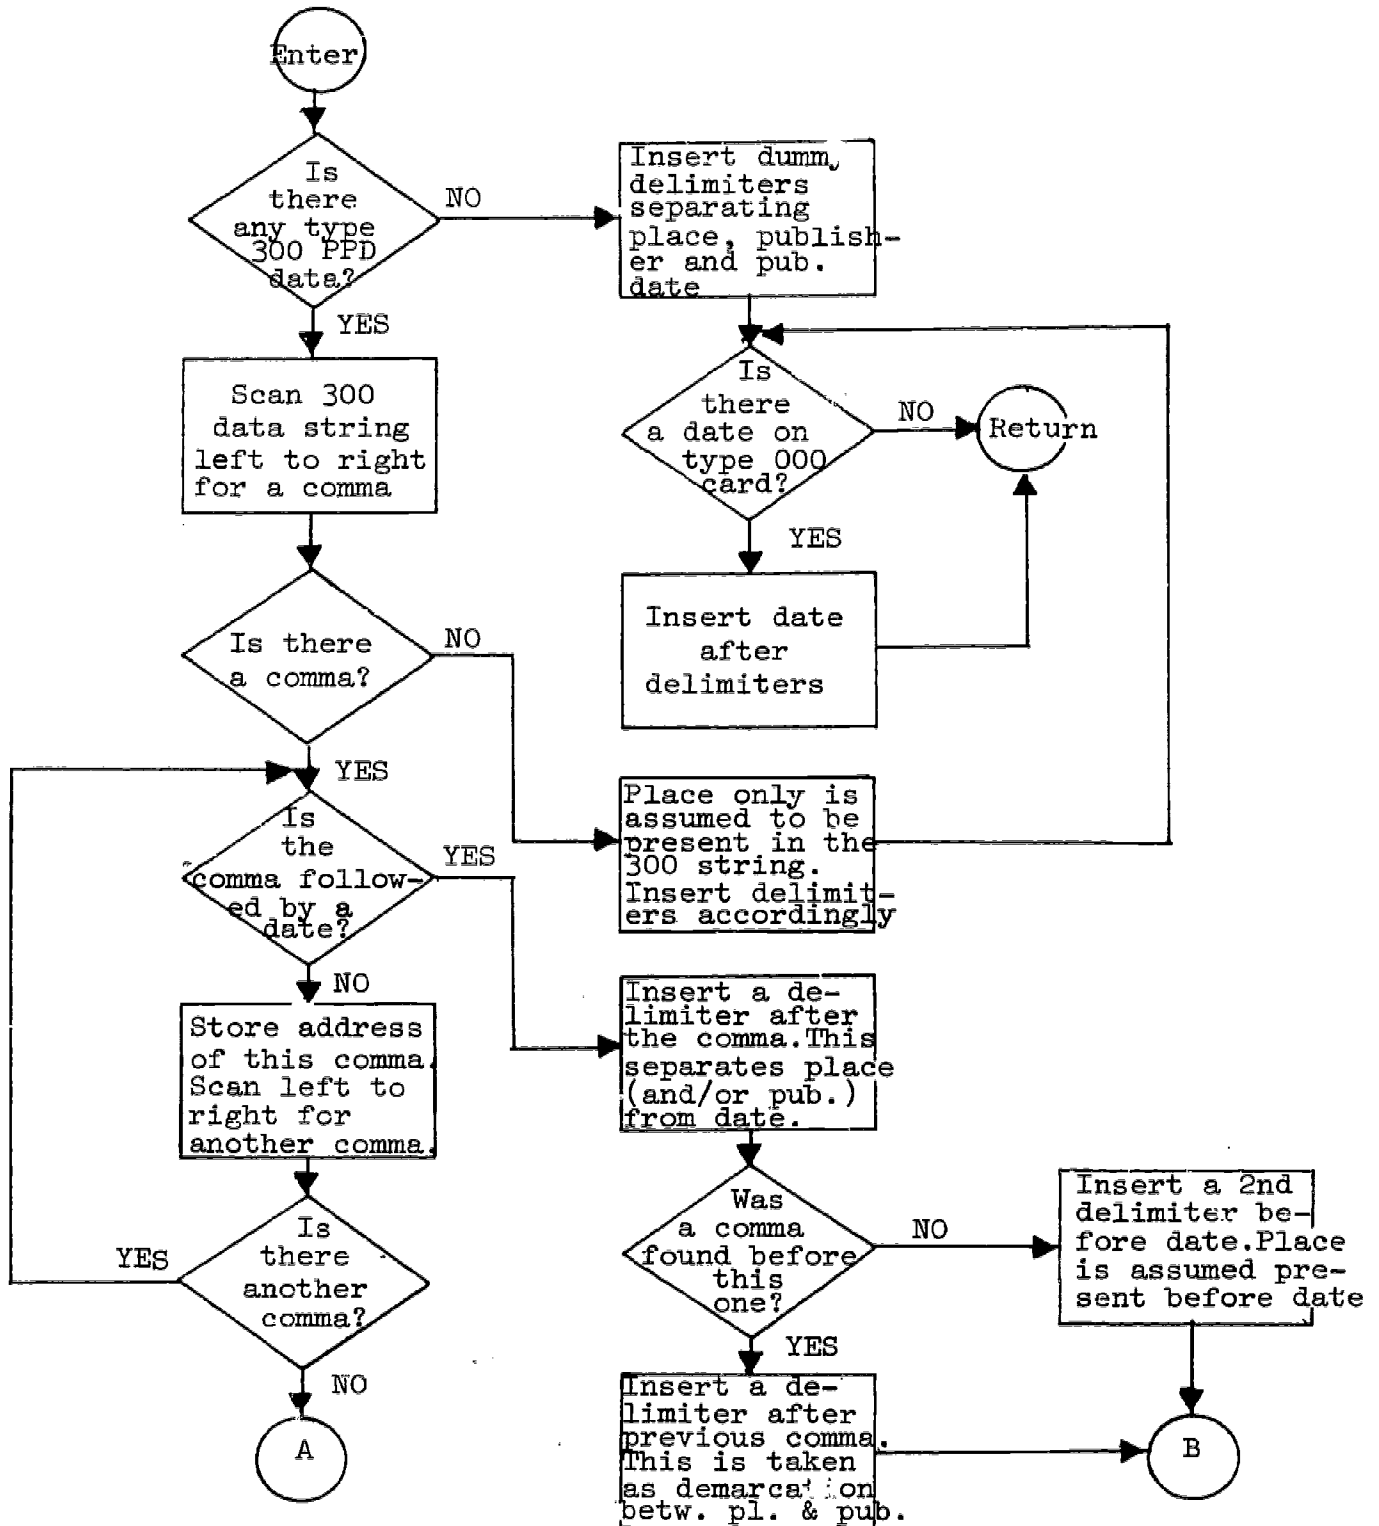 Enter
Is
there
any type
300 PPD
data?
NO
YES
Insert dummy
delimiters
separating
place, publish-
er and pub.
date
Scan 300
data string
left to right
for a comma
Is
there
a date on
type 000
card?
NO
Return
YES
Insert date
after
delimiters
Is there
a comma?
NO
YES
Place only is
assumed to be
present in the
300 string.
Insert delimit-
ers accordingly
Is
the
comma follow-
ed by a
date?
YES
NO
Store address
of this comma.
Scan left to
right for
another comma.
Insert a de-
limiter after
the comma.This
separates place
(and/or pub.)
from date.
Is
there
another
comma?
YES
NO
A
Was
a comma
found before
this
one?
NO
YES
Insert a 2nd
delimiter be-
fore date.Place
is assumed pre-
sent before date
Insert a de-
limiter after
previous comma.
This is taken
as demarcation
betw. pl. & pub.
B